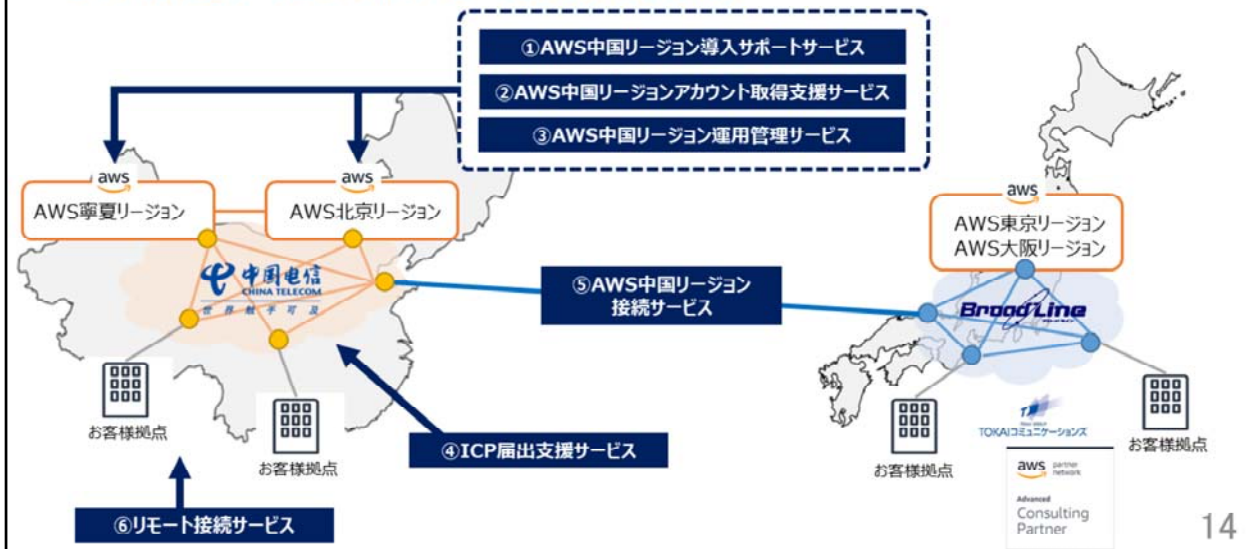 ①AWS中国リージョン導入サポートサービス
②AWS中国リージョンアカウント取得支援サービス
③AWS中国リージョン運用管理サービス
aws
AWS寧夏リージョン
aws
AWS北京リージョン
aws
AWS東京リージョン
AWS大阪リージョン
中国电信
CHINA TELECOM
世界触手可及
⑤AWS中国リージョン
接続サービス
BroadLine
お客様拠点
お客様拠点
④ICP届出支援サービス
⑥リモート接続サービス
お客様拠点
お客様拠点
TOKAIコミュニケーションズ
aws partner
network
Advanced
Consulting
Partner
14